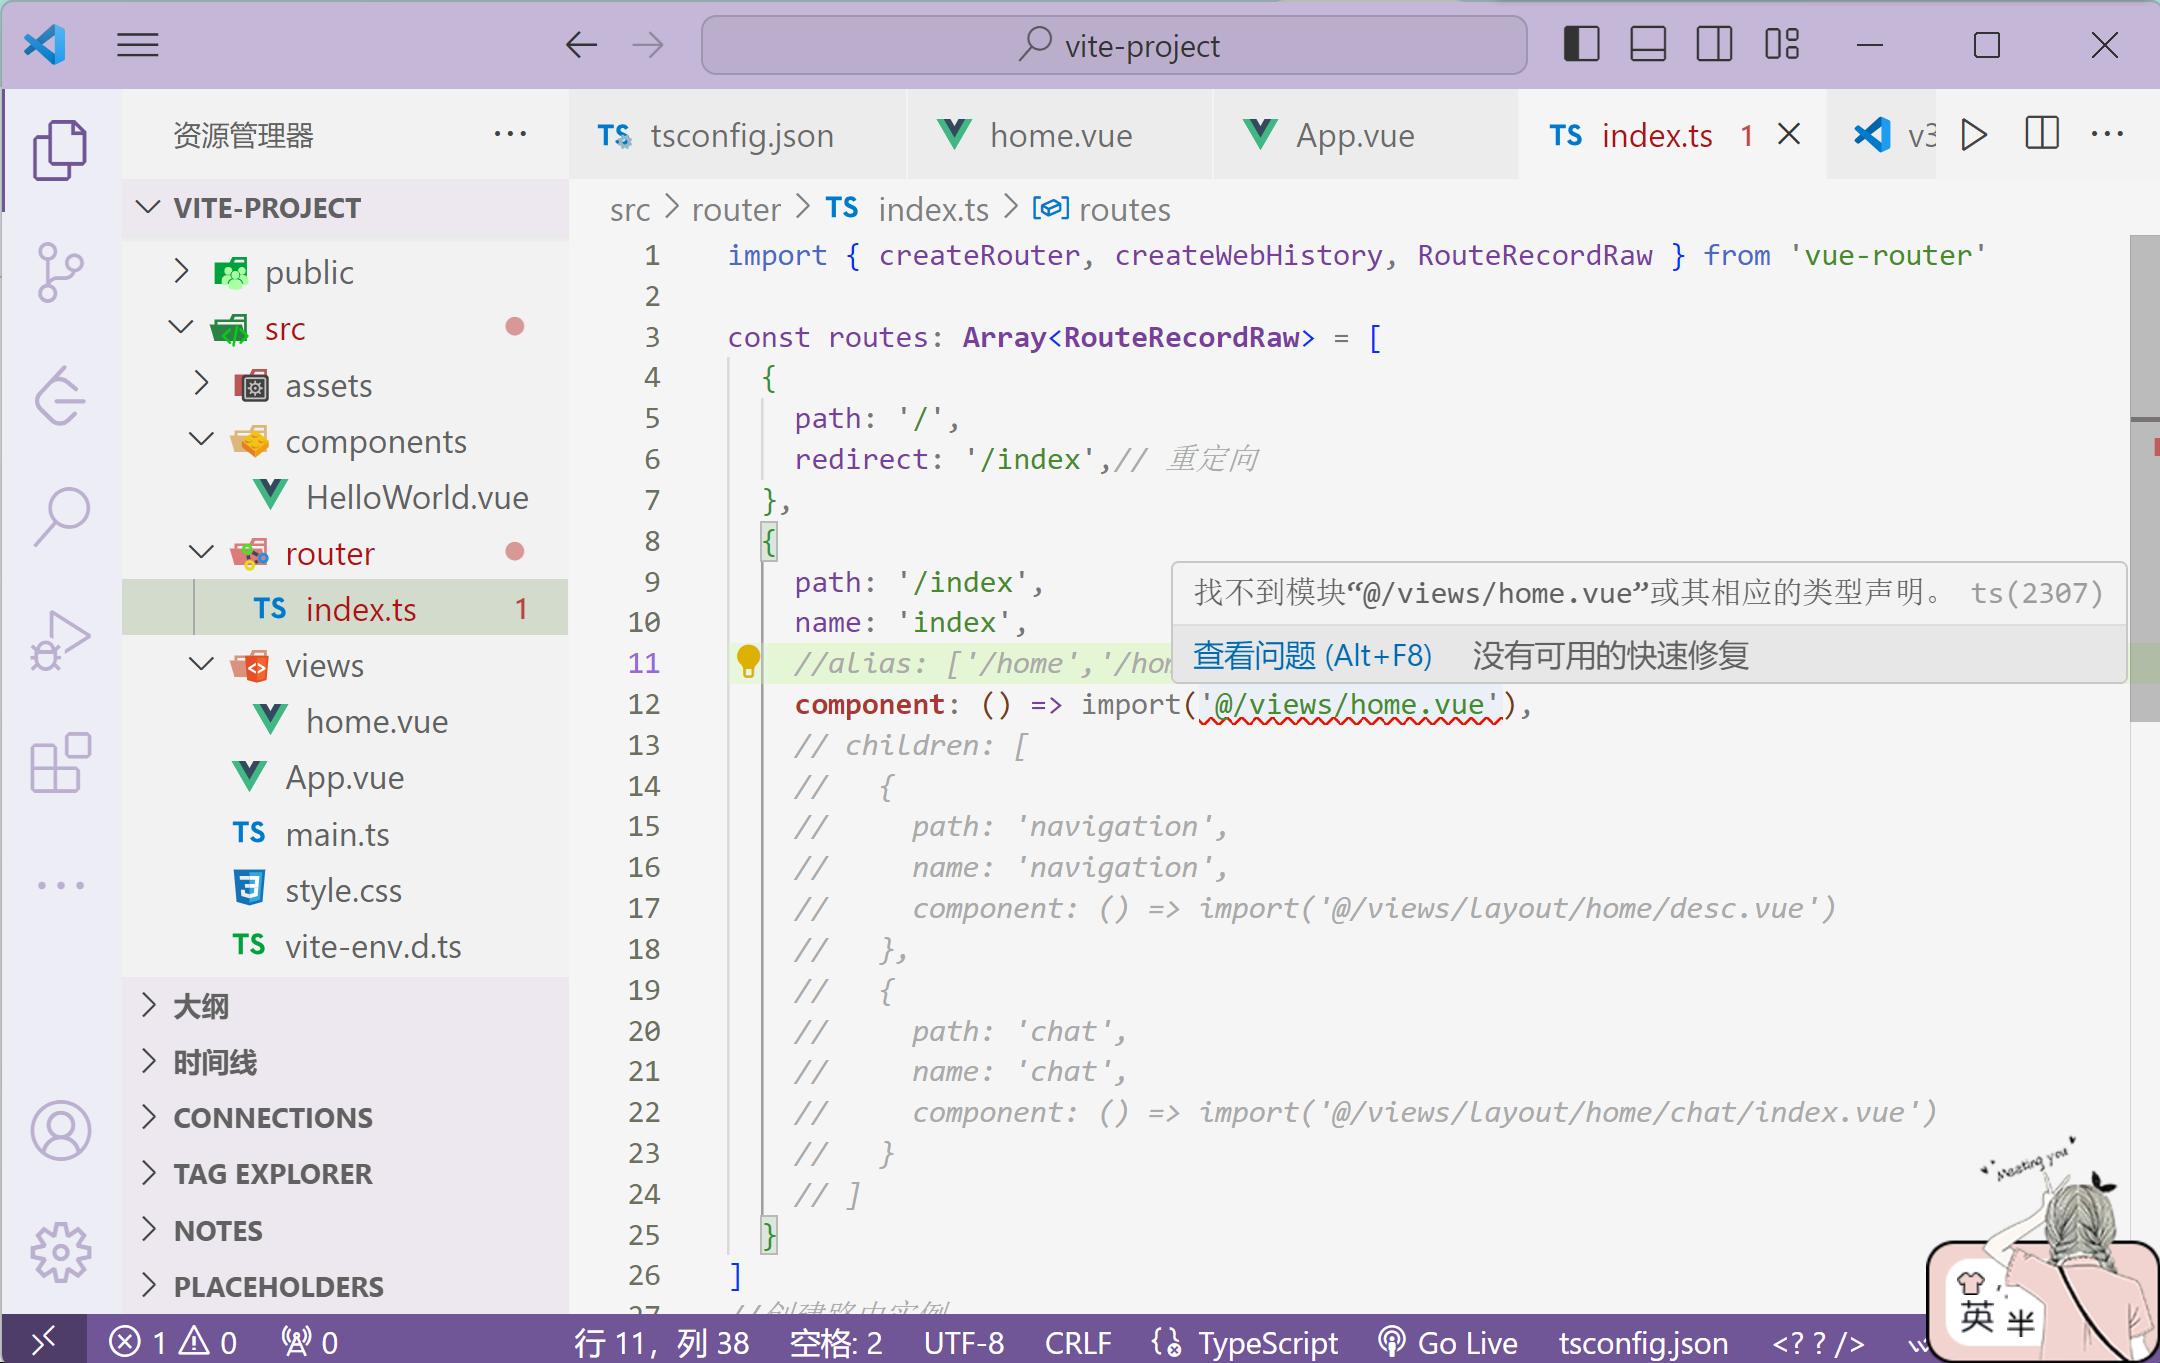 vite-project
资源管理器
tsconfig.json
home.vue
App.vue
TS index.ts 1
v3
VITE-PROJECT
public
src
assets
components
HelloWorld.vue
router
TS index.ts 1
views
home.vue
App.vue
TS main.ts
style.css
TS vite-env.d.ts
大纲
时间线
CONNECTIONS
TAG EXPLORER
NOTES
PLACEHOLDERS
src > router > TS index.ts > routes
1 import { createRouter, createWebHistory, RouteRecordRaw } from 'vue-router'
2
3 const routes: Array<RouteRecordRaw> = [
4 {
5 path: '/',
6 redirect: '/index',// 重定向
7 },
8 {
9 path: '/index',
10 name: 'index',
11 //alias: ['/home','/hom
12 component: () => import('@/views/home.vue'),
13 // children: [
14 // {
15 // path: 'navigation',
16 // name: 'navigation',
17 // component: () => import('@/views/layout/home/desc.vue')
18 // },
19 // {
20 // path: 'chat',
21 // name: 'chat',
22 // component: () => import('@/views/layout/home/chat/index.vue')
23 // }
24 // ]
25 }
26 ]
27 //创建路由实例
找不到模块“@/views/home.vue”或其相应的类型声明。 ts(2307)
查看问题 (Alt+F8) 没有可用的快速修复
Meeting you
英 半
1 0 0 行 11，列 38 空格: 2 UTF-8 CRLF TypeScript Go Live tsconfig.json <? ? />